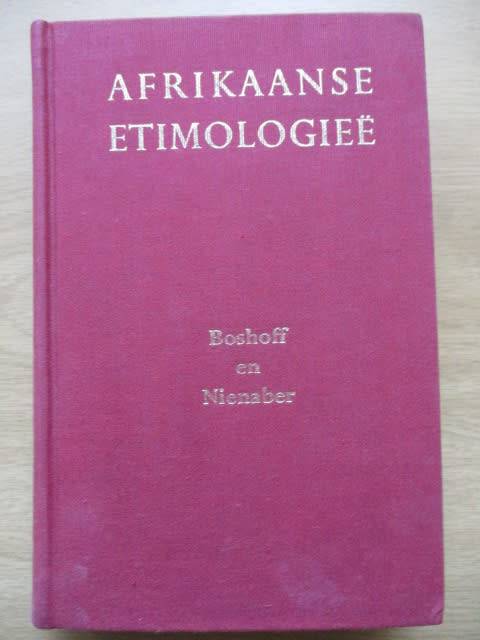 AFRIKAANSE
ETIMOLOGIEË
Boshoff
en
Nienaber